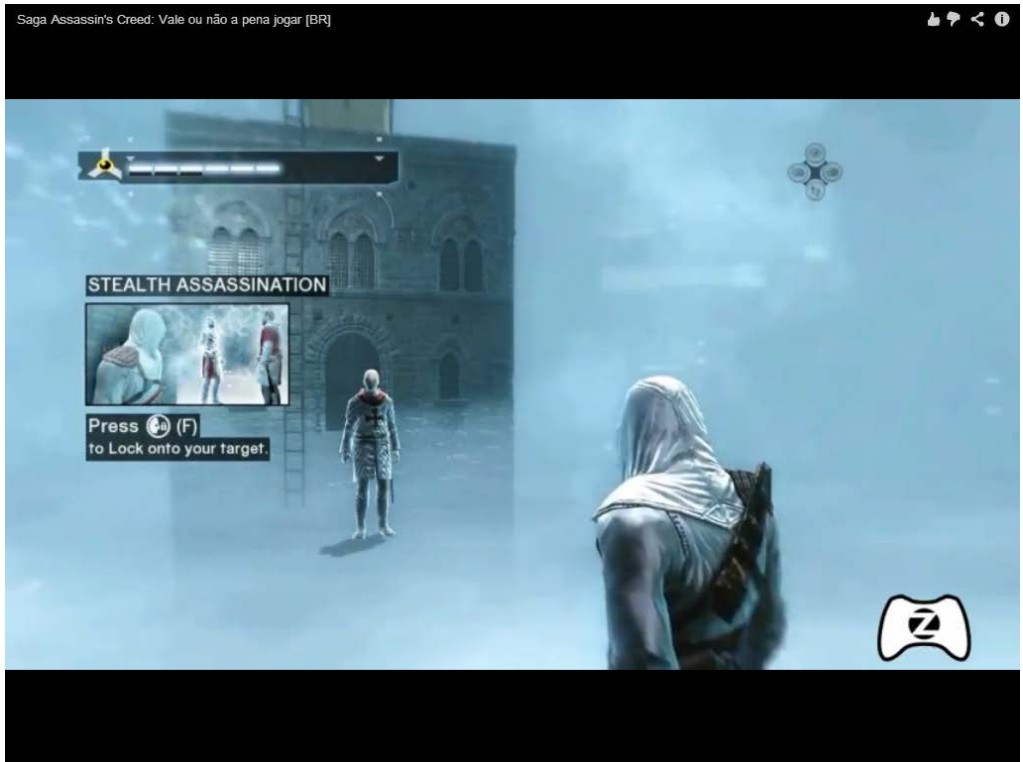 Saga Assassin's Creed: Vale ou não a pena jogar [BR]
STEALTH ASSASSINATION
Press (F)
to Lock onto your target.
Z